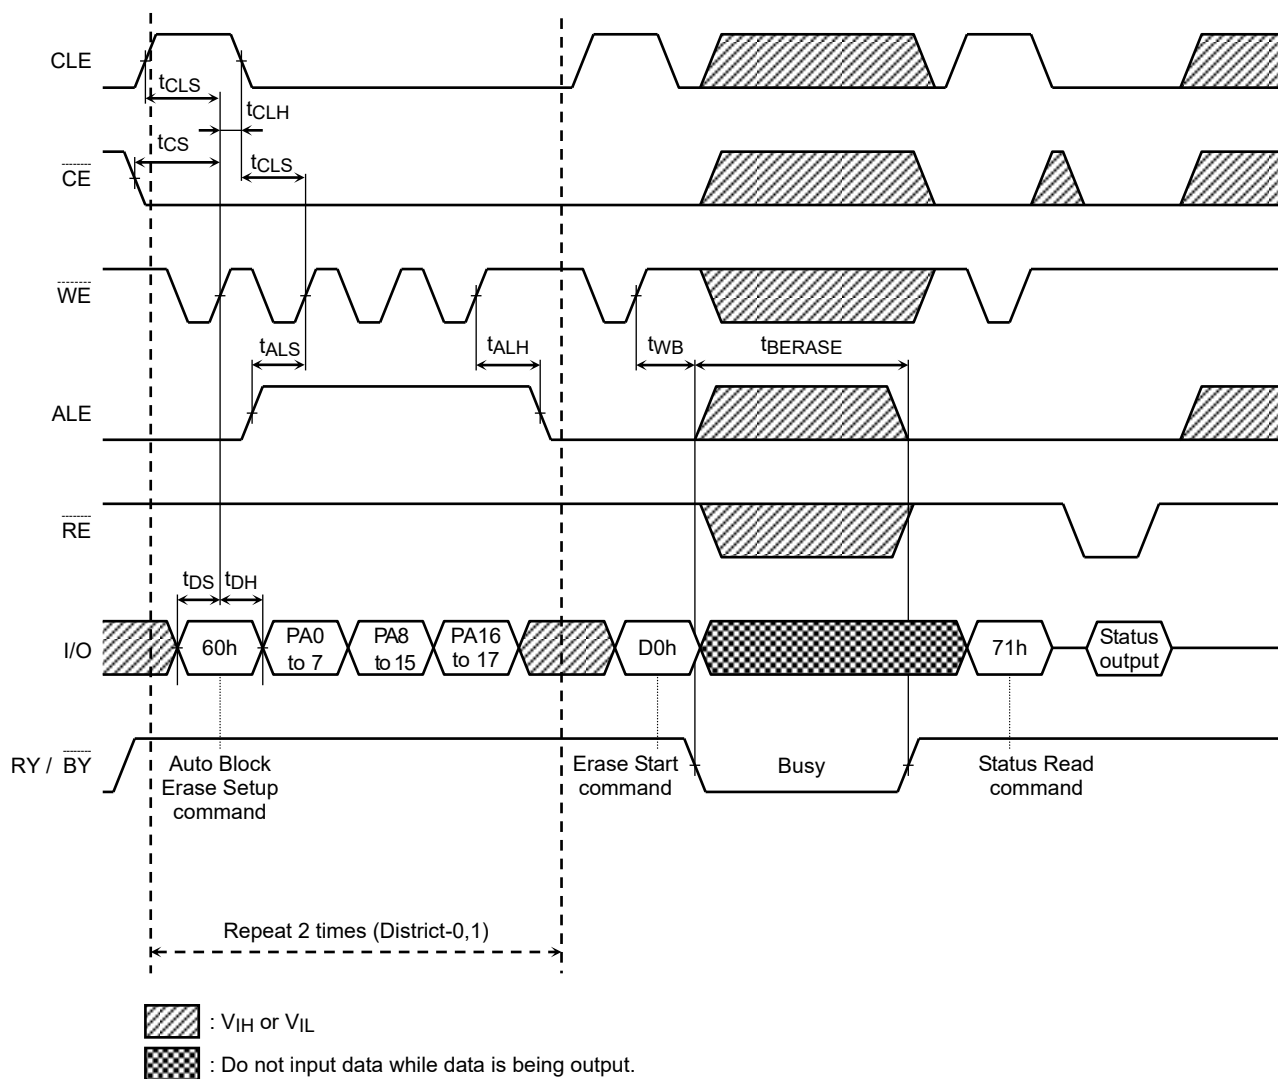 CLE
tCLS
tCLH
tCS
tCLS
CE
WE
tALS
tALH
tWB
tBERASE
ALE
RE
tDS
tDH
I/O
60h
PA0
to 7
PA8
to 15
PA16
to 17
D0h
71h
Status
output
RY / BY
Auto Block
Erase Setup
command
Erase Start
command
Busy
Status Read
command
Repeat 2 times (District-0,1)
: VIH or VIL
: Do not input data while data is being output.